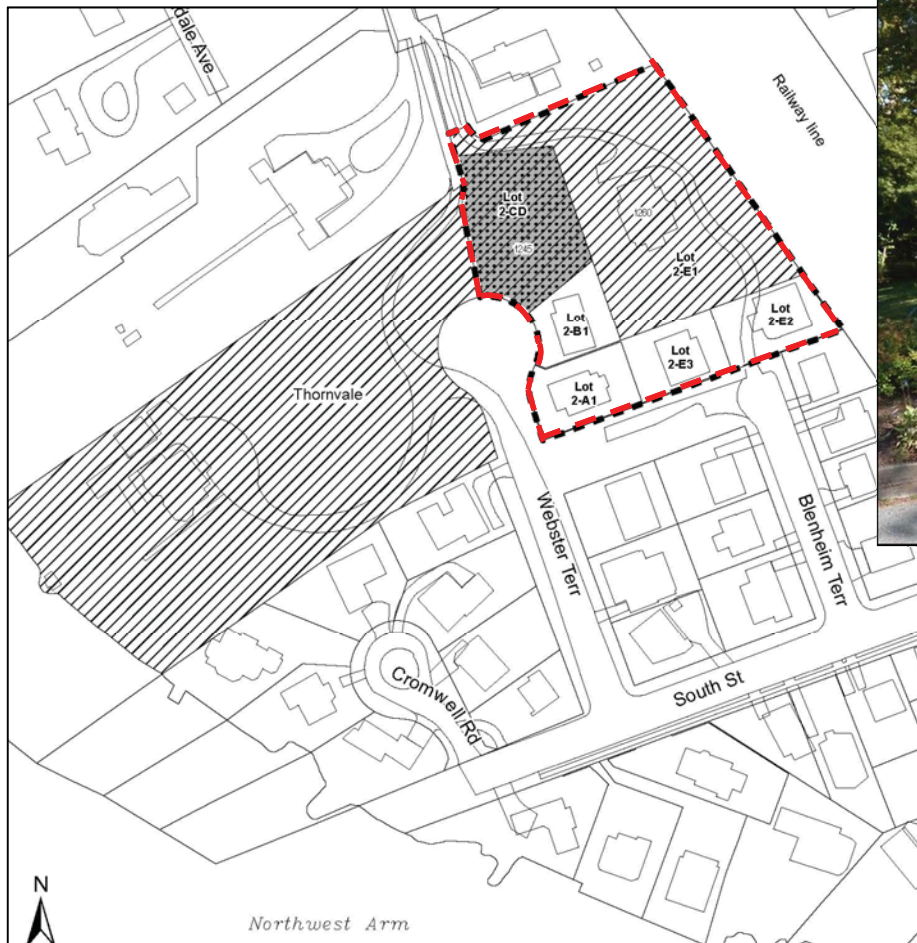 dale Ave
Railway line
Lot
2-CD
1245
1260
Lot
2-E1
Lot
2-B1
Lot
2-E2
Lot
2-E3
Lot
2-A1
Thornvale
Webster Terr
Blenheim Terr
Cromwell Rd
South St
N
Northwest Arm